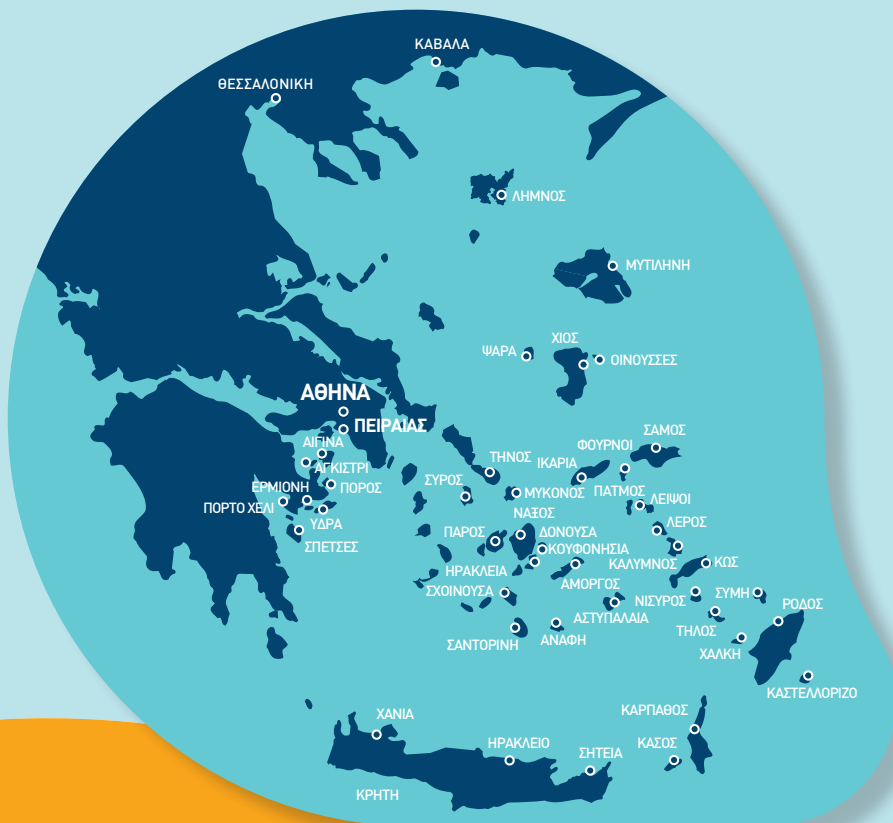 ΚΑΒΑΛΑ
ΘΕΣΣΑΛΟΝΙΚΗ
ΛΗΜΝΟΣ
ΜΥΤΙΛΗΝΗ
ΧΙΟΣ
ΨΑΡΑ
ΟΙΝΟΥΣΣΕΣ
ΑΘΗΝΑ
ΠΕΙΡΑΙΑΣ
ΣΑΜΟΣ
ΑΙΓΙΝΑ
ΦΟΥΡΝΟΙ
ΤΗΝΟΣ
ΙΚΑΡΙΑ
ΑΓΚΙΣΤΡΙ
ΣΥΡΟΣ
ΕΡΜΙΟΝΗ
ΠΟΡΟΣ
ΜΥΚΟΝΟΣ
ΠΑΤΜΟΣ
ΛΕΙΨΟΙ
ΠΟΡΤΟ ΧΕΛΙ
ΝΑΞΟΣ
ΥΔΡΑ
ΛΕΡΟΣ
ΠΑΡΟΣ
ΔΟΝΟΥΣΑ
ΣΠΕΤΣΕΣ
ΚΟΥΦΟΝΗΣΙΑ
ΚΑΛΥΜΝΟΣ
ΚΩΣ
ΗΡΑΚΛΕΙΑ
ΑΜΟΡΓΟΣ
ΣΧΟΙΝΟΥΣΑ
ΝΙΣΥΡΟΣ
ΣΥΜΗ
ΡΟΔΟΣ
ΑΣΤΥΠΑΛΑΙΑ
ΤΗΛΟΣ
ΣΑΝΤΟΡΙΝΗ
ΑΝΑΦΗ
ΧΑΛΚΗ
ΚΑΣΤΕΛΛΟΡΙΖΟ
ΚΑΡΠΑΘΟΣ
ΧΑΝΙΑ
ΗΡΑΚΛΕΙΟ
ΚΑΣΟΣ
ΣΗΤΕΙΑ
ΚΡΗΤΗ